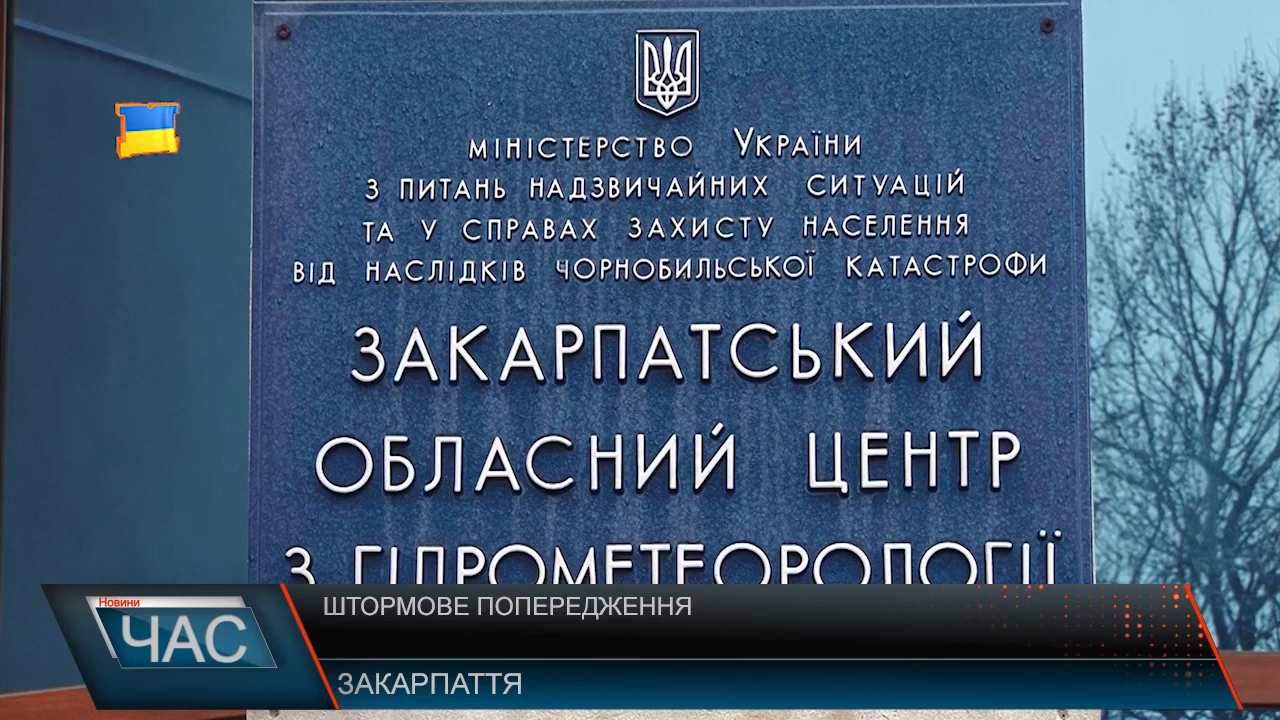 МІНІСТЕРСТВО УКРАЇНИ
З ПИТАНЬ НАДЗВИЧАЙНИХ СИТУАЦІЙ
ТА У СПРАВАХ ЗАХИСТУ НАСЕЛЕННЯ
ВІД НАСЛІДКІВ ЧОРНОБИЛЬСЬКОЇ КАТАСТРОФИ
ЗАКАРПАТСЬКИЙ
ОБЛАСНИЙ ЦЕНТР
З ГІДРОМЕТЕОРОЛОГІЇ
Новини
ЧАС
ШТОРМОВЕ ПОПЕРЕДЖЕННЯ
ЗАКАРПАТТЯ